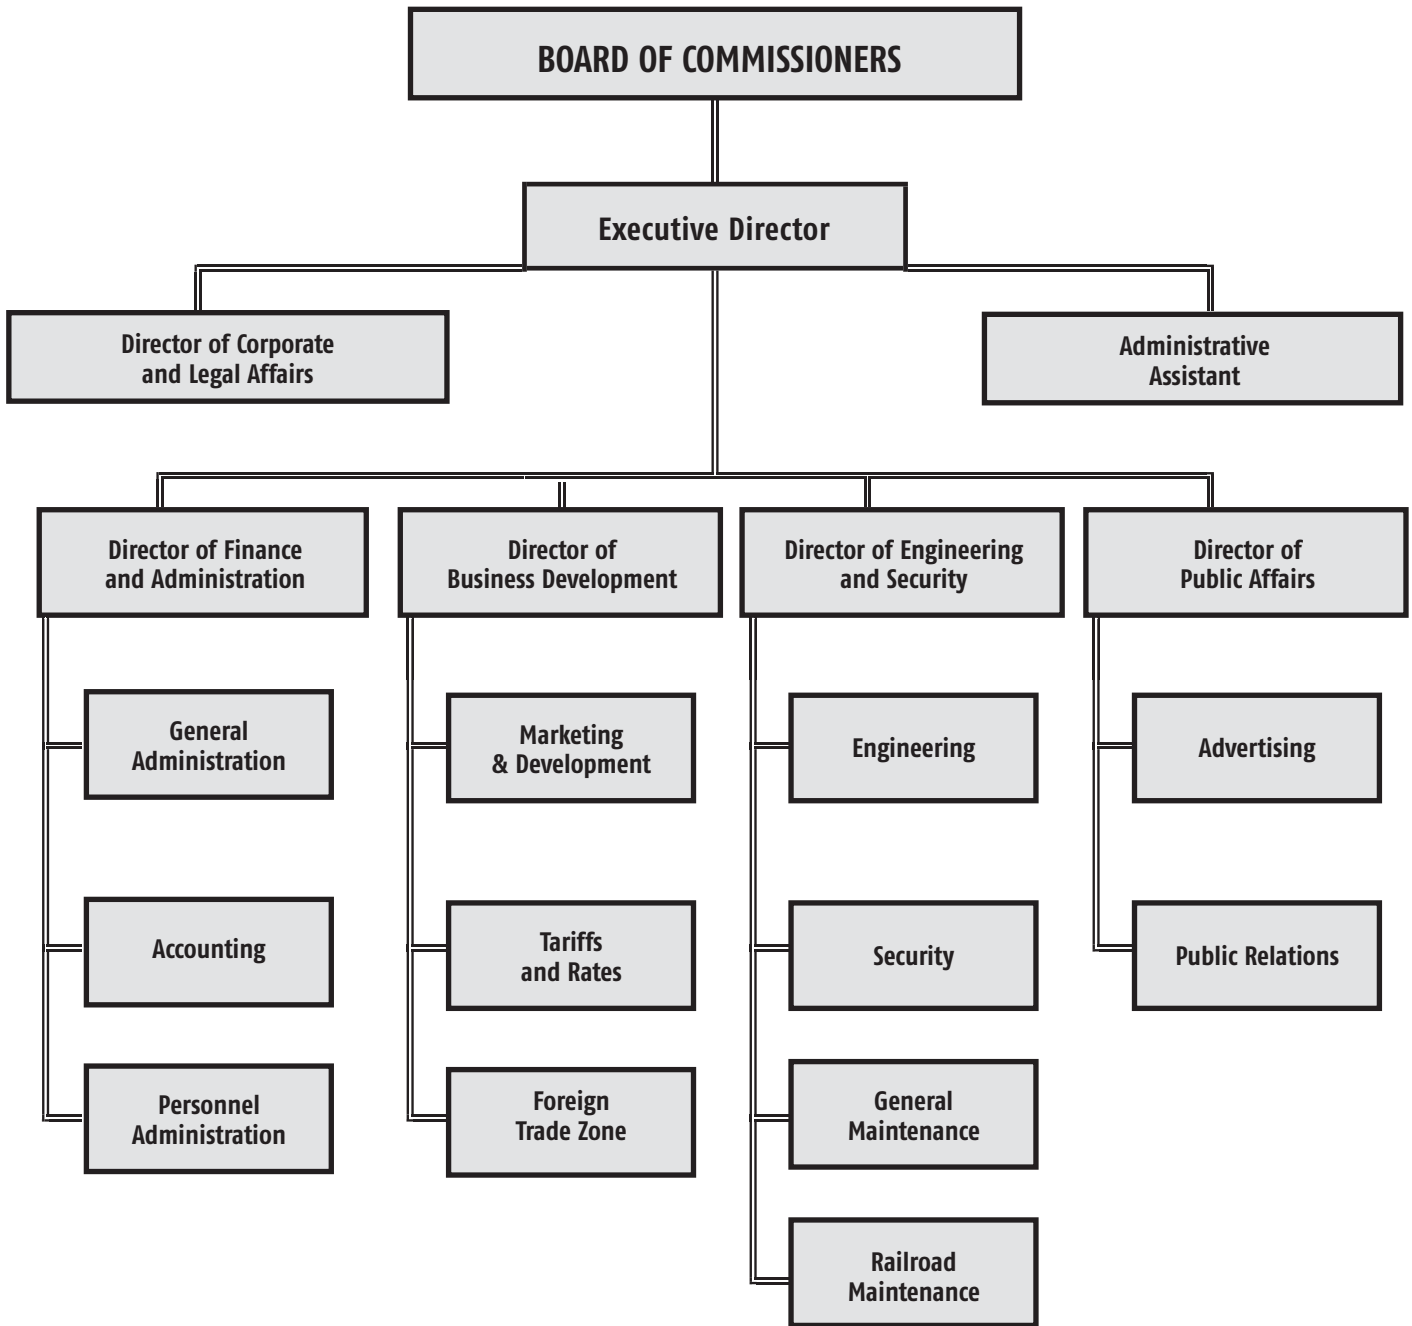 BOARD OF COMMISSIONERS
Executive Director
Director of Corporate
and Legal Affairs
Administrative
Assistant
Director of Finance
and Administration
Director of
Business Development
Director of Engineering
and Security
Director of
Public Affairs
General
Administration
Marketing
& Development
Engineering
Advertising
Accounting
Tariffs
and Rates
Security
Public Relations
Personnel
Administration
Foreign
Trade Zone
General
Maintenance
Railroad
Maintenance